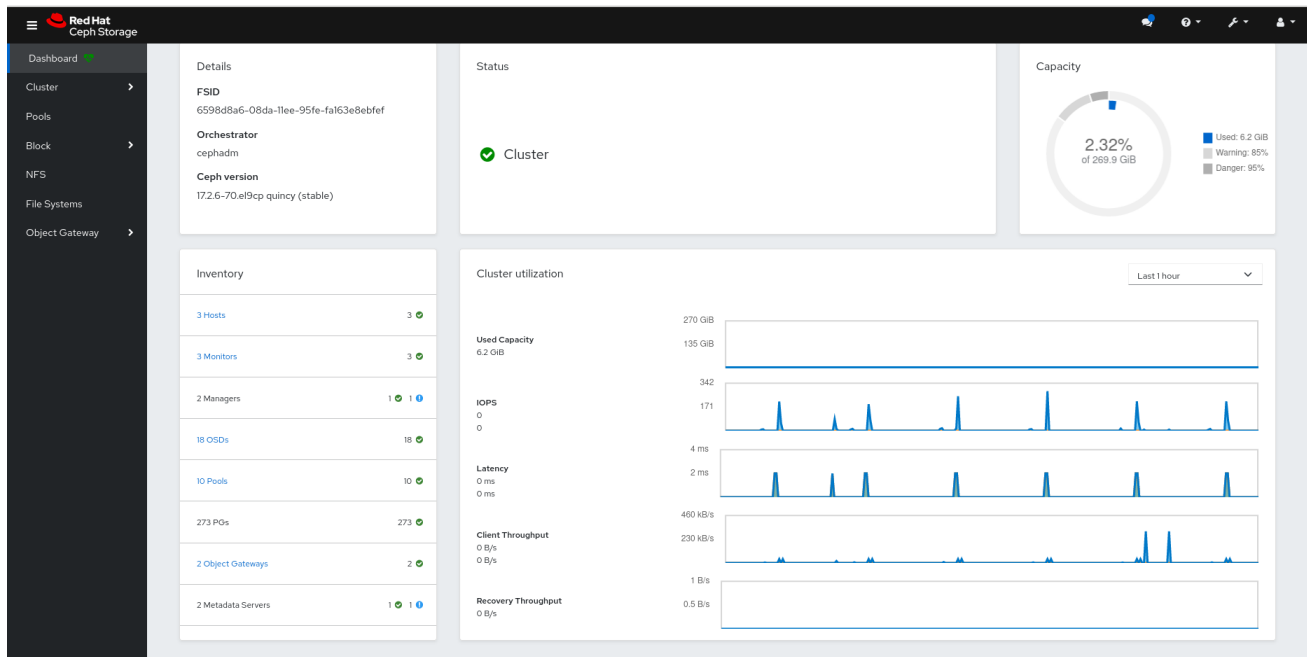 Red Hat
Ceph Storage
Dashboard
Cluster
Pools
Block
NFS
File Systems
Object Gateway
Details
FSID
6598d8a6-08da-11ee-95fe-fa163e8ebfef
Orchestrator
cephadm
Ceph version
17.2.6-70.el9cp quincy (stable)
Status
Cluster
Capacity
2.32%
of 269.9 GiB
Used: 6.2 GiB
Warning: 85%
Danger: 95%
Inventory
3 Hosts 3
3 Monitors 3
2 Managers 1 1
18 OSDs 18
10 Pools 10
273 PGs 273
2 Object Gateways 2
2 Metadata Servers 1 1
Cluster utilization
Last 1 hour
Used Capacity
6.2 GiB
270 GiB
135 GiB
IOPS
0
0
342
171
Latency
0 ms
0 ms
4 ms
2 ms
Client Throughput
0 B/s
0 B/s
460 kB/s
230 kB/s
Recovery Throughput
0 B/s
1 B/s
0.5 B/s